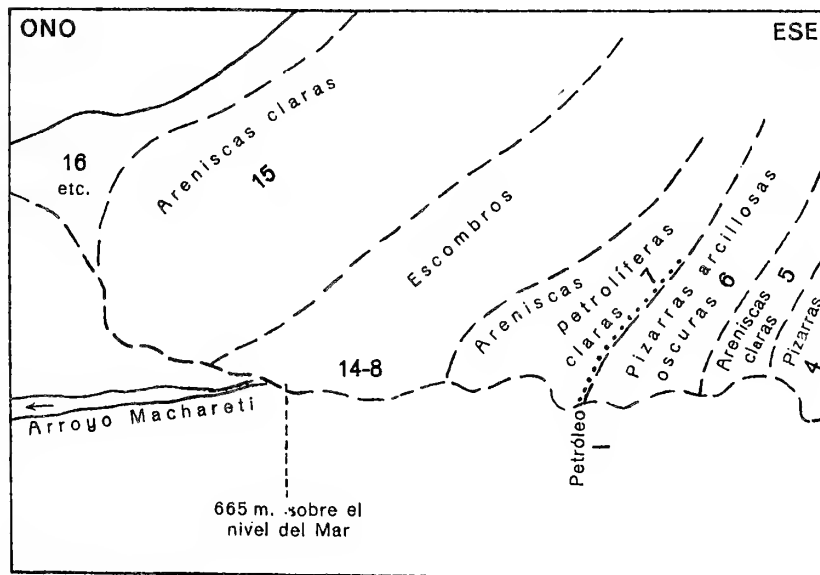 ONO
ESE
16
etc.
Areniscas claras
15
Escombros
14-8
Areniscas
petrolíferas
claras
7
Pizarras arcillosas
oscuras
6
Areniscas
claras
5
Pizarras
4
Petróleo
Arroyo Machareti
665 m. sobre el
nivel del Mar